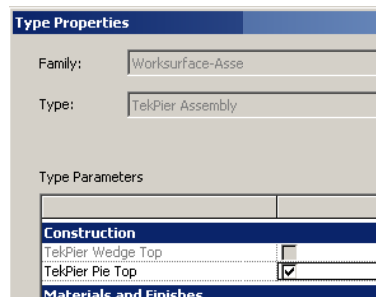 Type Properties
Family: Worksurface-Asse
Type: TekPier Assembly
Type Parameters
Construction
TekPier Wedge Top
TekPier Pie Top
Materials and Finishes